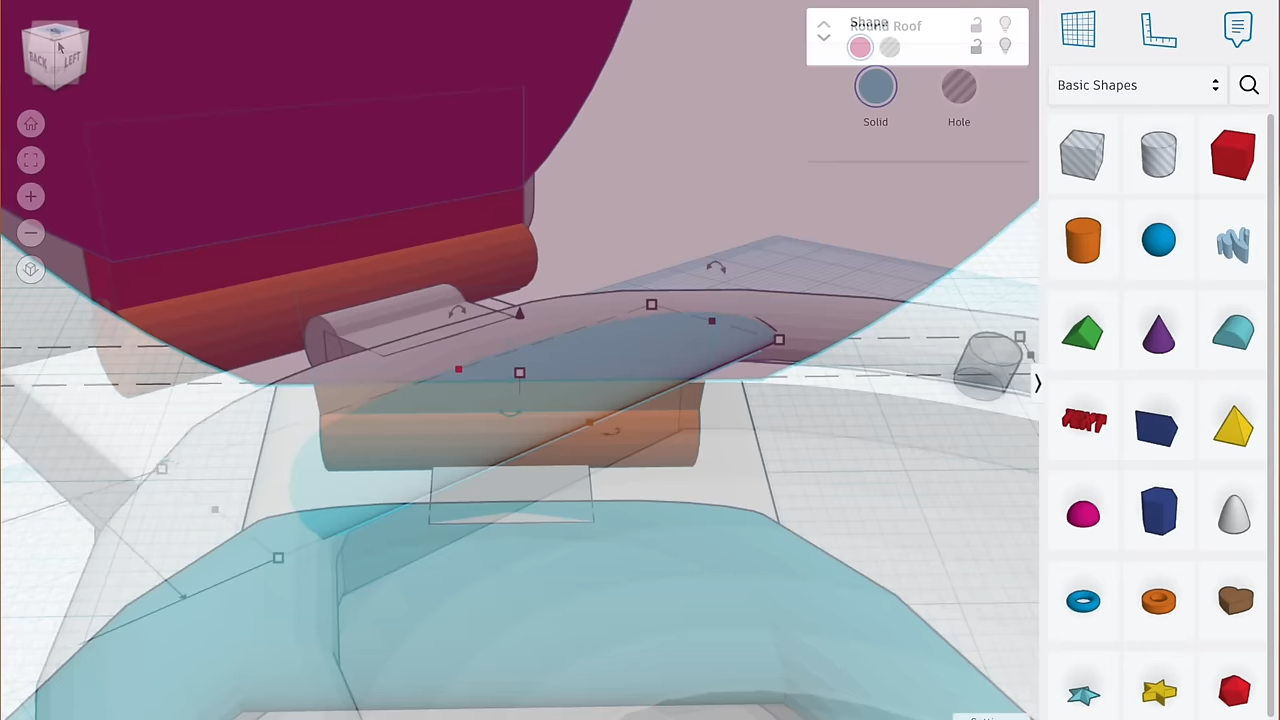 Shape
Round Roof
BACK
LEFT
Solid
Hole
Basic Shapes
TEXT